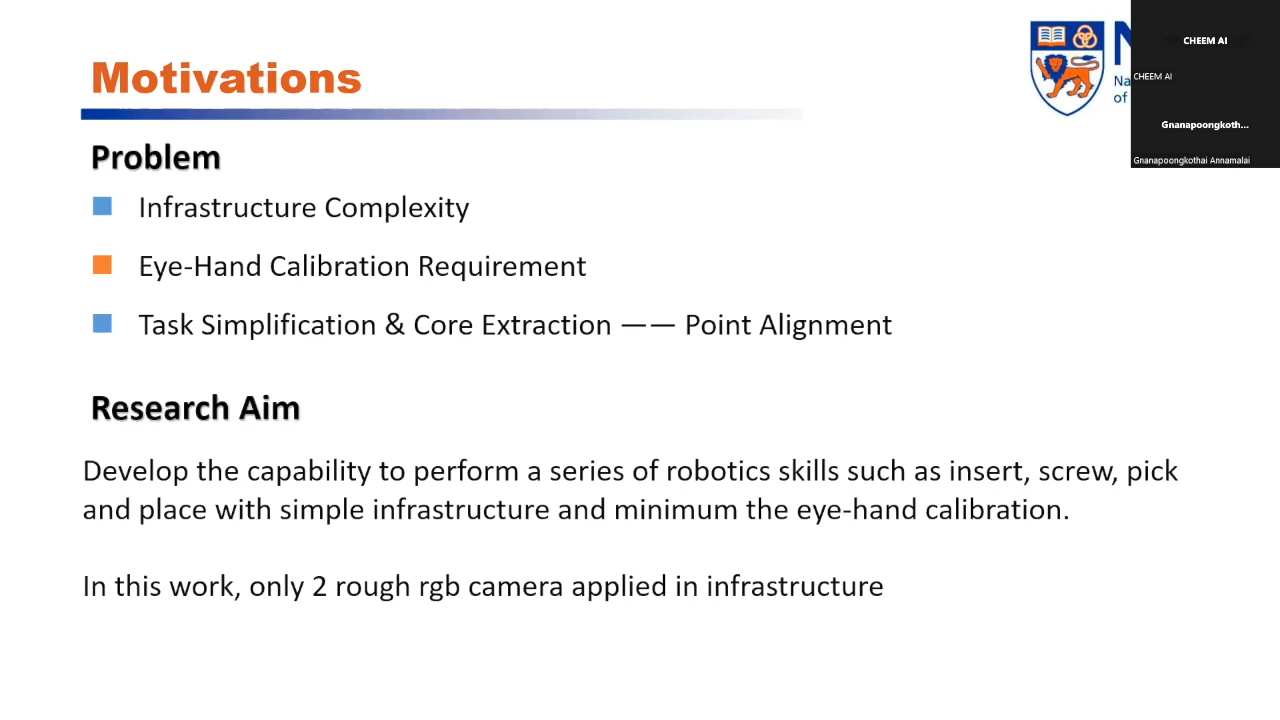 Motivations
N
Na
of
CHEEM AI
CHEEM AI
Gnanapoongkoth...
Gnanapoongkothai Annamalai
Problem
Infrastructure Complexity
Eye-Hand Calibration Requirement
Task Simplification & Core Extraction —— Point Alignment
Research Aim
Develop the capability to perform a series of robotics skills such as insert, screw, pick
and place with simple infrastructure and minimum the eye-hand calibration.
In this work, only 2 rough rgb camera applied in infrastructure